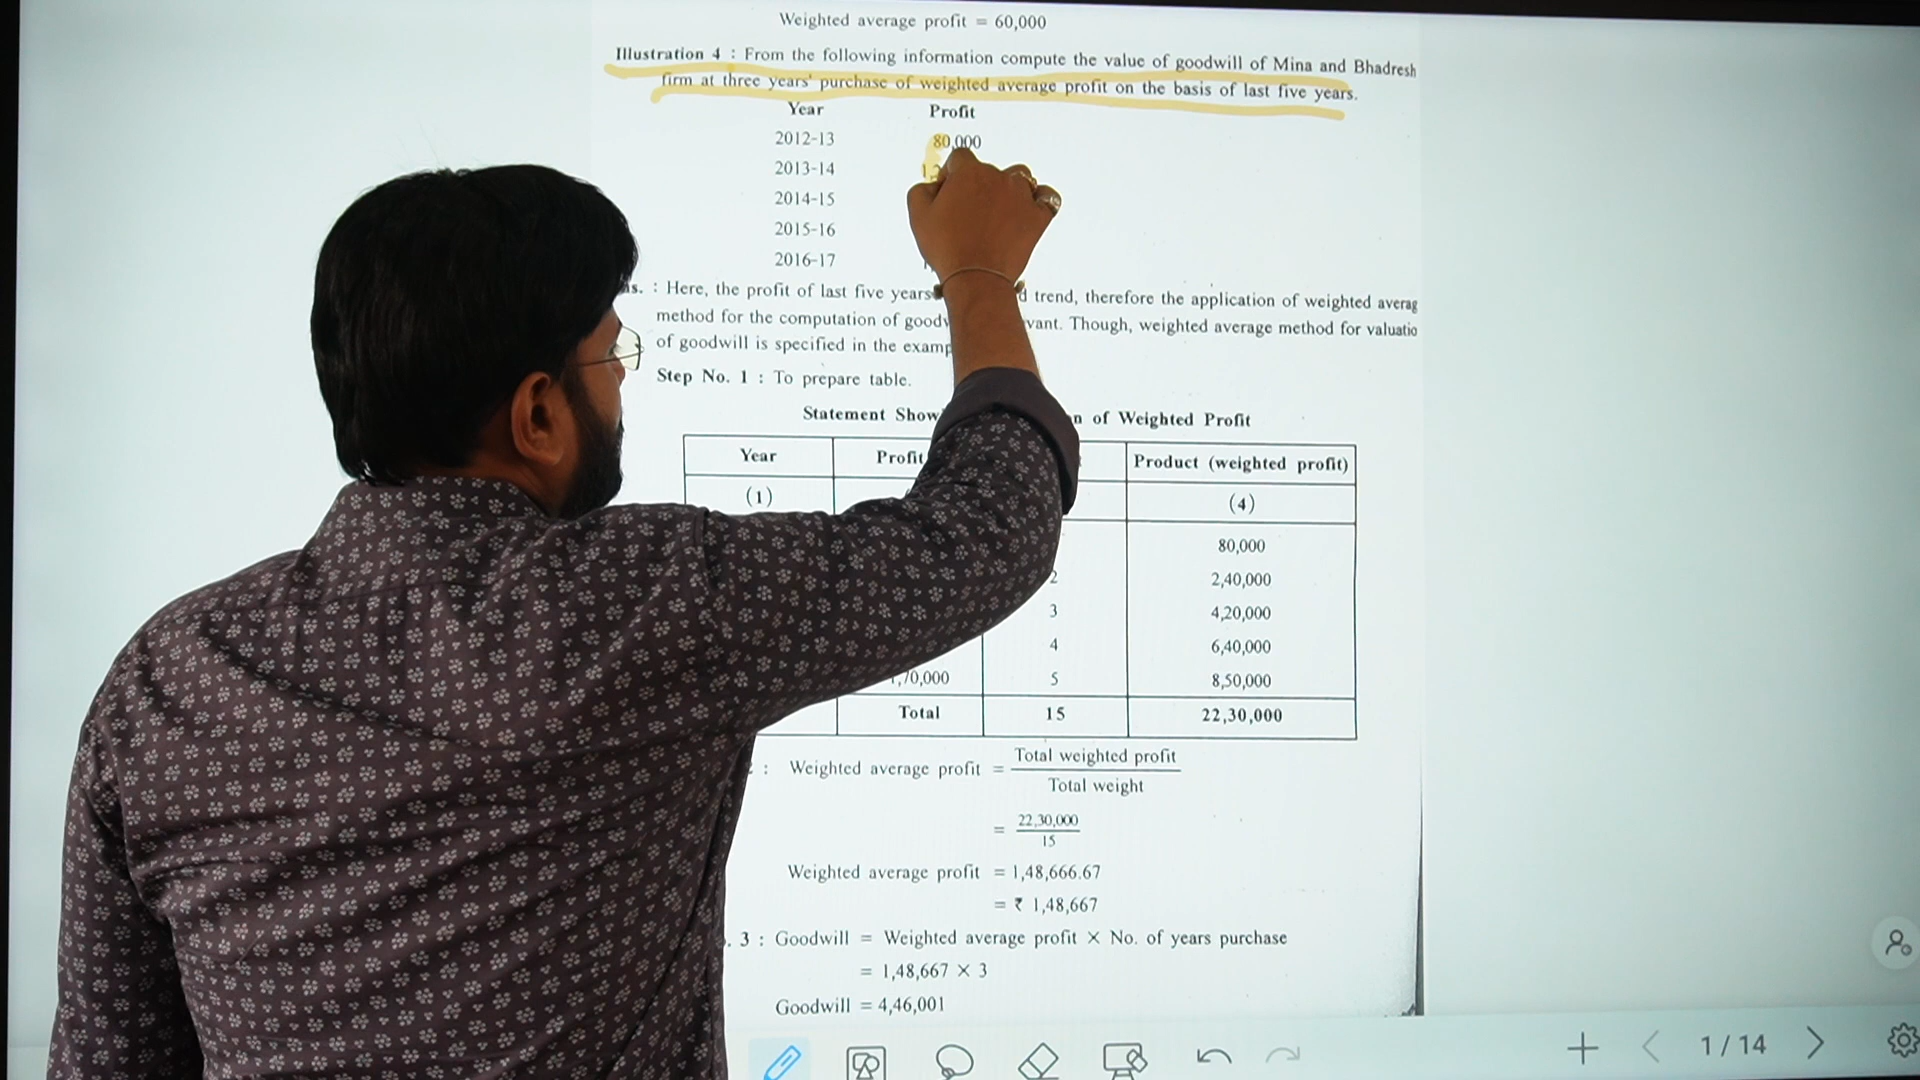 Weighted average profit = 60,000
Illustration 4 : From the following information compute the value of goodwill of Mina and Bhadresh
firm at three years' purchase of weighted average profit on the basis of last five years.
Year Profit
2012-13 80,000
2013-14
2014-15
2015-16
2016-17
: Here, the profit of last five years trend, therefore the application of weighted
method for the computation of Though, weighted average method for
of goodwill is specified in the
Step No. 1 : To prepare table.
Statement of Weighted Profit
Year Profit Product (weighted profit)
(1) (4)
80,000
2 2,40,000
3 4,20,000
4 6,40,000
1,70,000 5 8,50,000
Total 15 22,30,000
: Weighted average profit = Total weighted profit
Total weight
= 22,30,000
15
Weighted average profit = 1,48,666.67
= ₹ 1,48,667
. 3 : Goodwill = Weighted average profit × No. of years purchase
= 1,48,667 × 3
Goodwill = 4,46,001
1 / 14